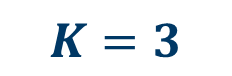 K = 3